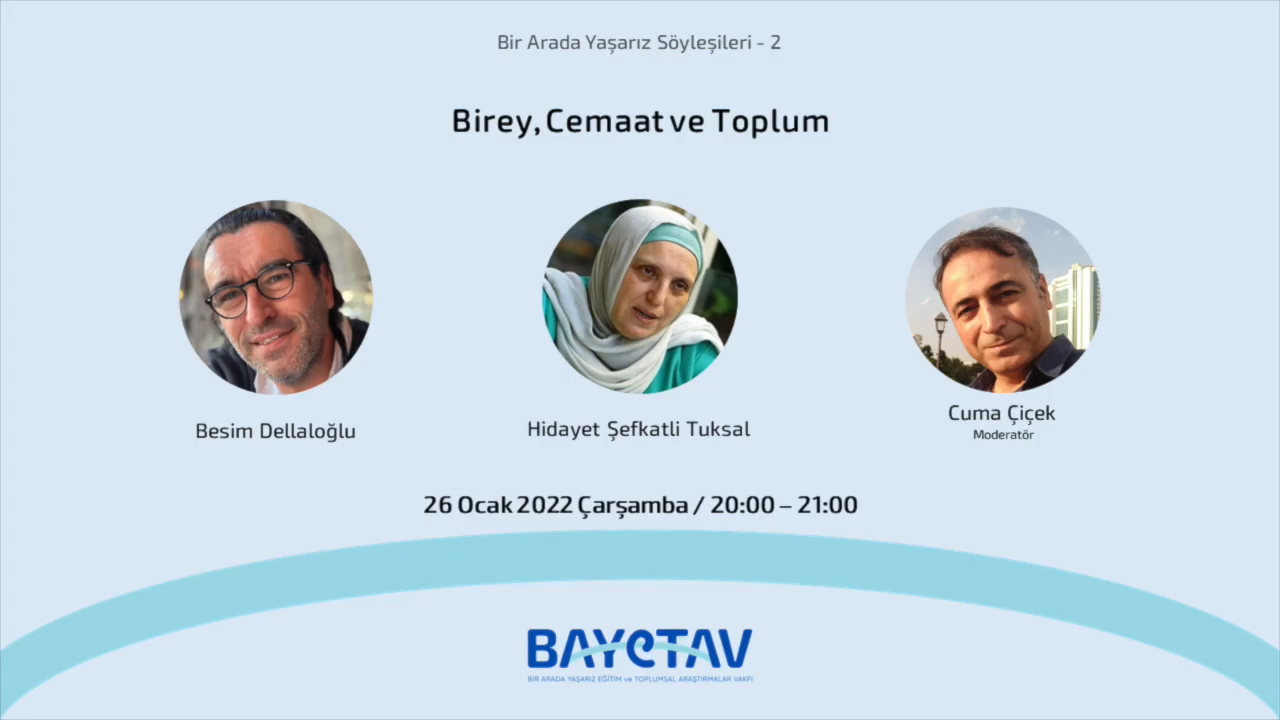 Bir Arada Yaşarız Söyleşileri - 2
Birey, Cemaat ve Toplum
Besim Dellaloğlu
Hidayet Şefkatli Tuksal
Cuma Çiçek
Moderatör
26 Ocak 2022 Çarşamba / 20:00 – 21:00
BAYETAV
BİR ARADA YAŞARIZ EĞİTİM ve TOPLUMSAL ARAŞTIRMALAR VAKFI